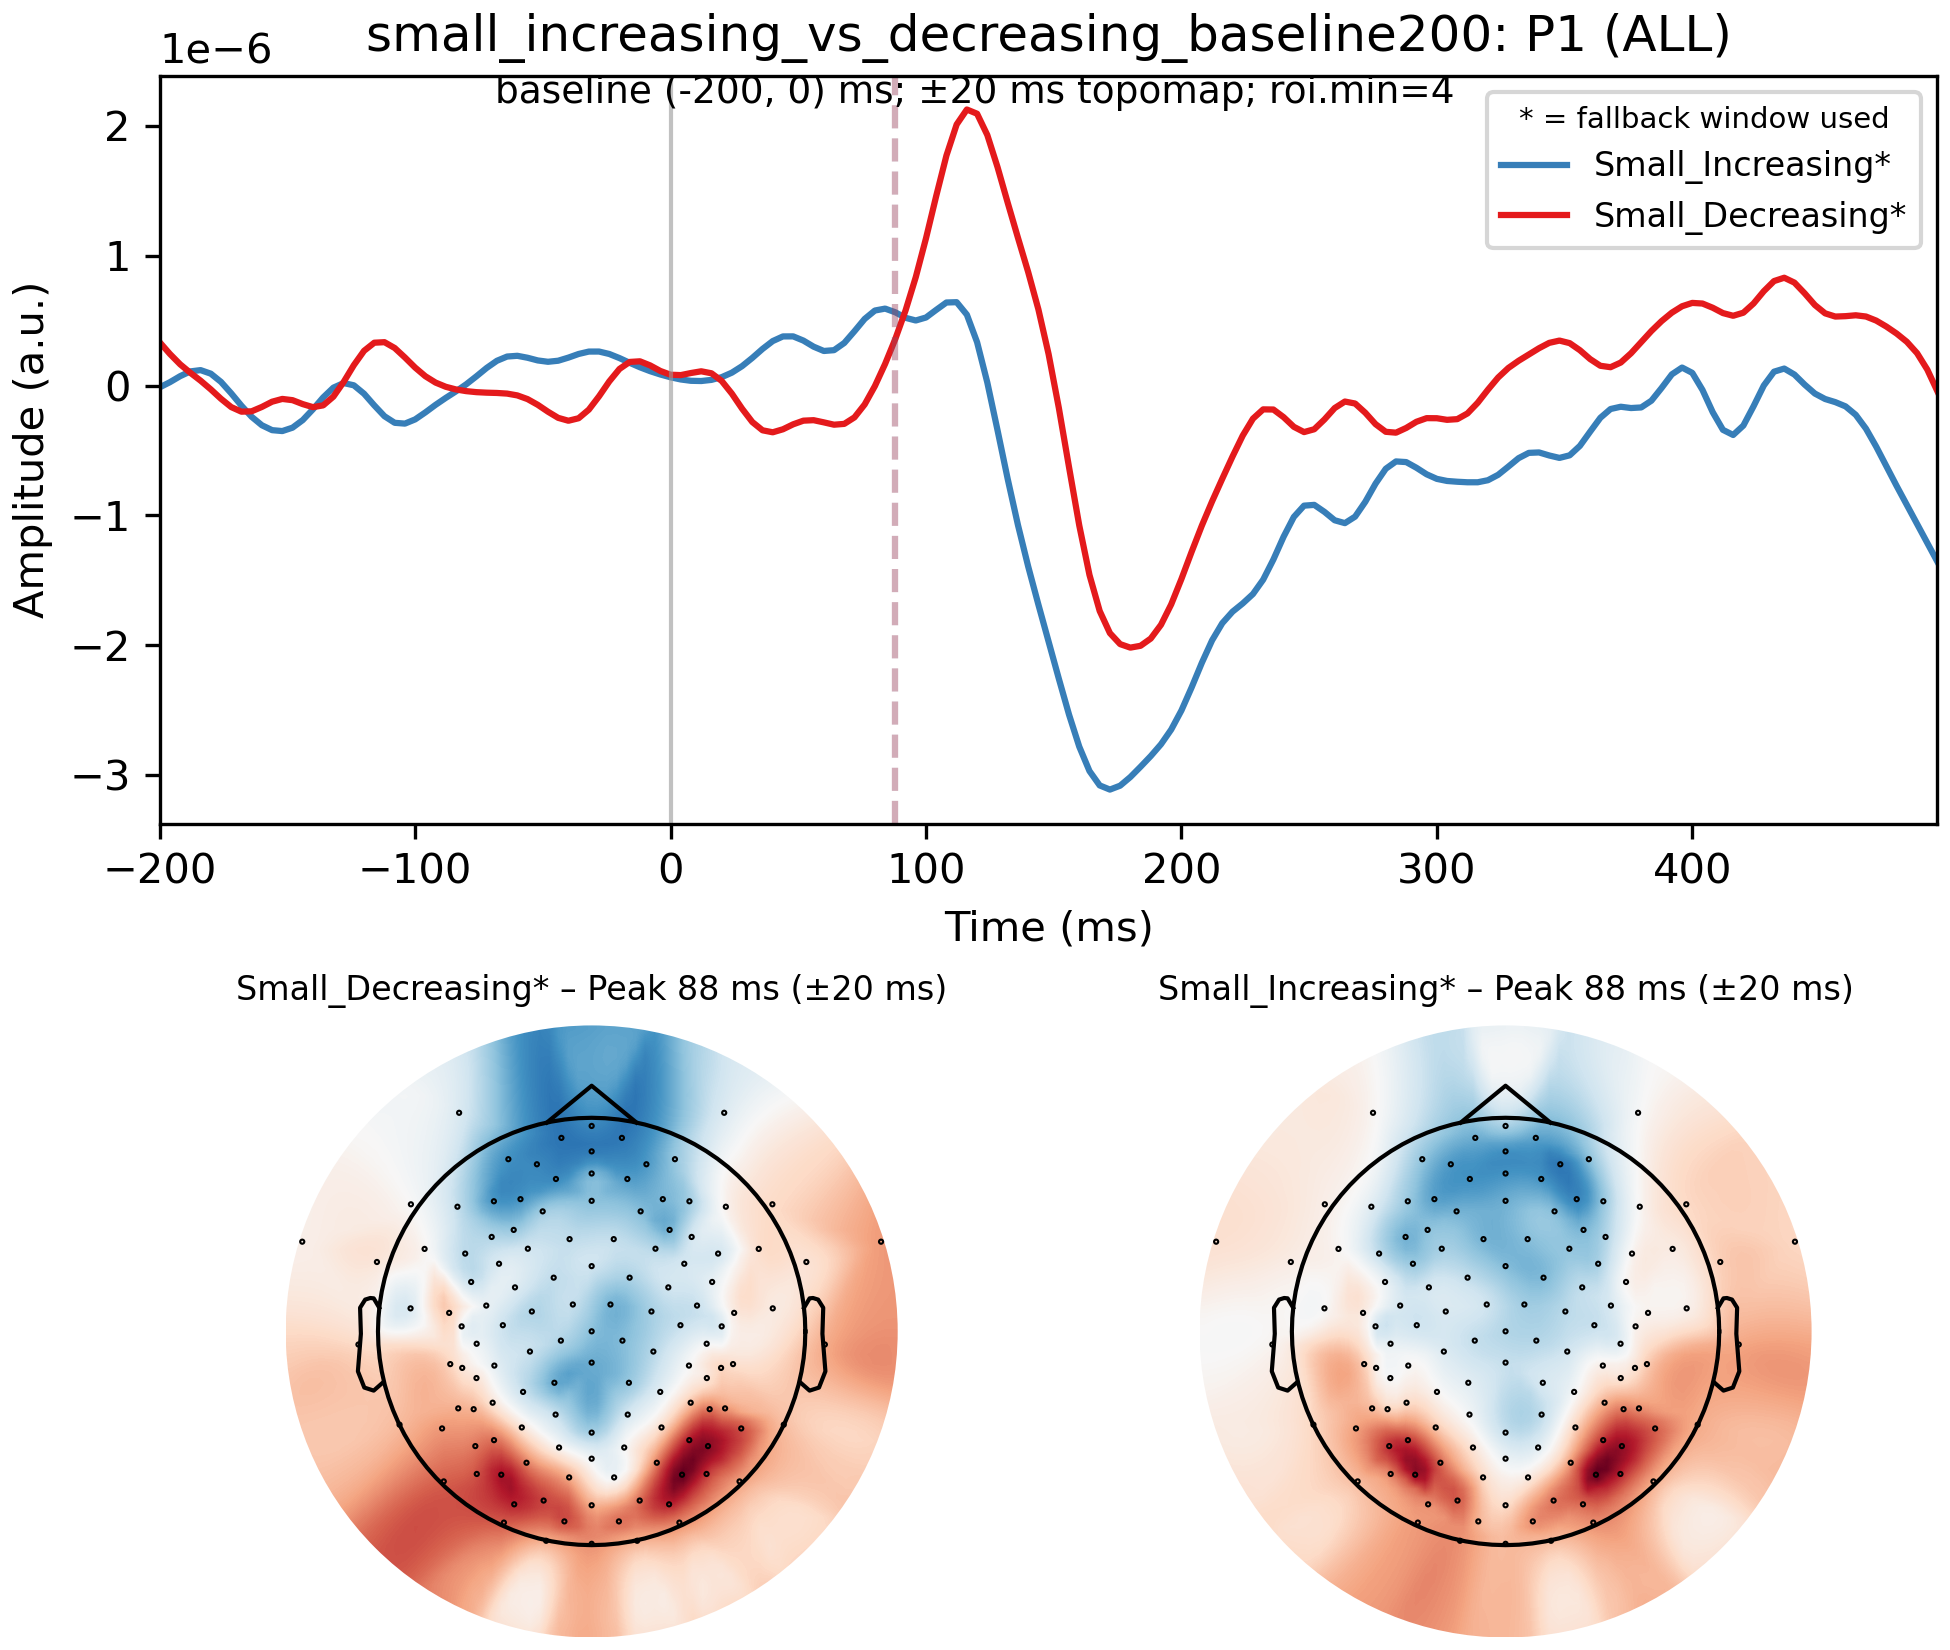 small_increasing_vs_decreasing_baseline200: P1 (ALL)
1e−6
baseline (-200, 0) ms; ±20 ms topomap; roi.min=4
* = fallback window used
Small_Increasing*
Small_Decreasing*
Amplitude (a.u.)
2
1
0
−1
−2
−3
−200
−100
0
100
200
300
400
Time (ms)
Small_Decreasing* – Peak 88 ms (±20 ms)
Small_Increasing* – Peak 88 ms (±20 ms)